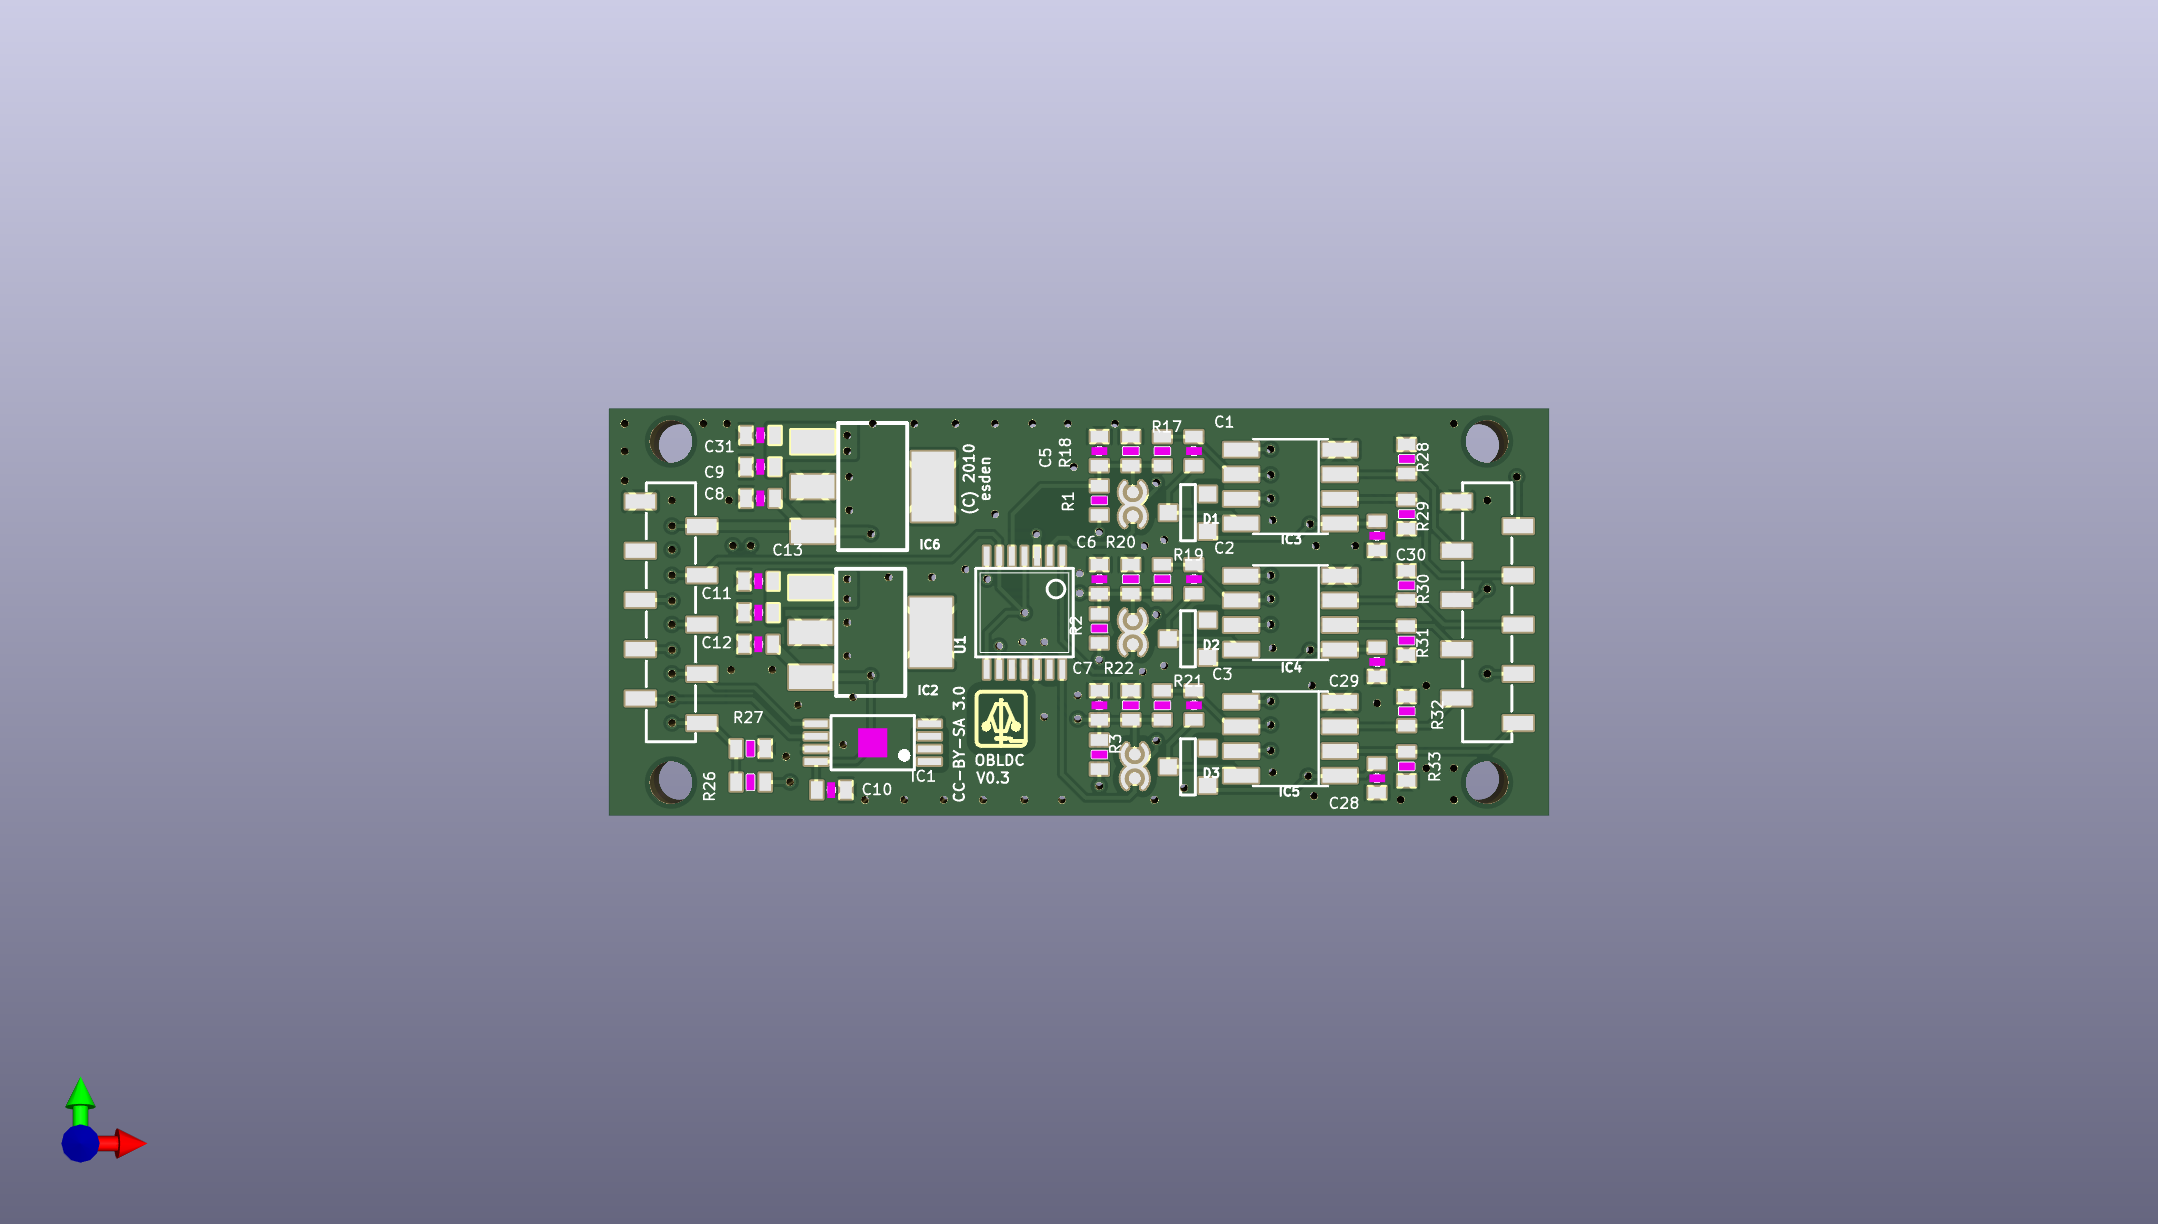 C31
C9
C8
C13
C11
C12
R27
R26
C10
IC6
IC2
IC1
U1
(C) 2010
esden
CC-BY-SA 3.0
OBLDC
V0.3
C5
R18
R17
C1
R1
C6
R20
D1
C2
R19
R2
C7
R22
D2
C3
R21
R3
D3
IC3
IC4
IC5
R28
R29
C30
R30
R31
C29
R32
R33
C28